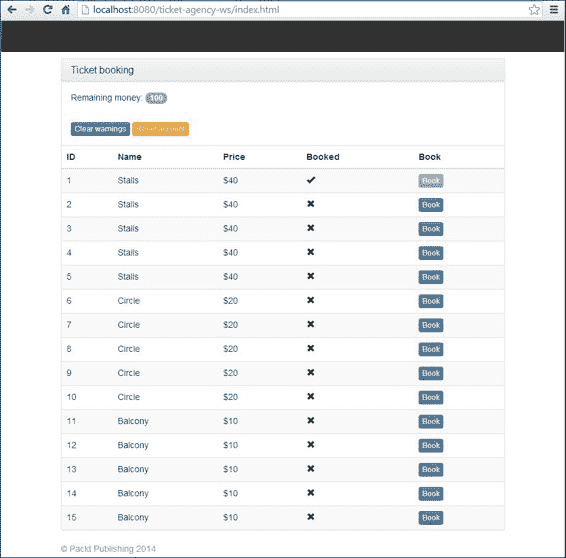 localhost:8080/ticket-agency-ws/index.html
Ticket booking
Remaining money: 100
Clear warnings
ID Name Price Booked Book
1 Stalls $40 Book
2 Stalls $40 Book
3 Stalls $40 Book
4 Stalls $40 Book
5 Stalls $40 Book
6 Circle $20 Book
7 Circle $20 Book
8 Circle $20 Book
9 Circle $20 Book
10 Circle $20 Book
11 Balcony $10 Book
12 Balcony $10 Book
13 Balcony $10 Book
14 Balcony $10 Book
15 Balcony $10 Book
© Packt Publishing 2014